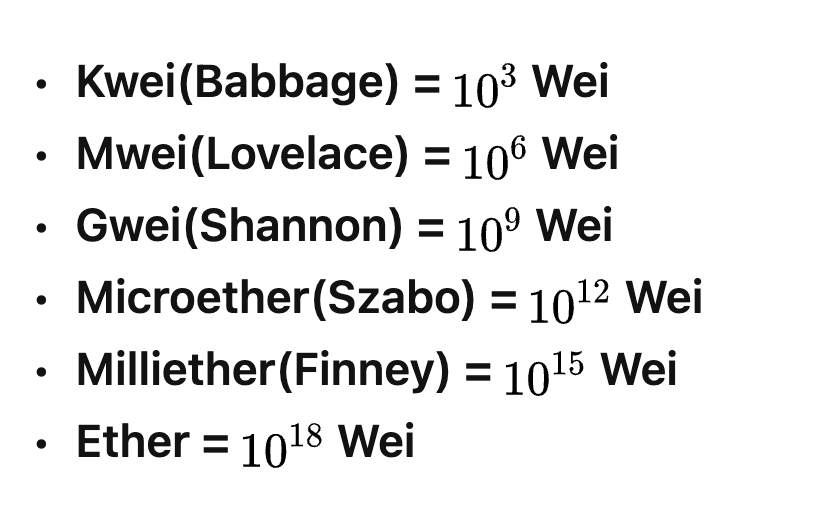 • Kwei(Babbage) = 10³ Wei
• Mwei(Lovelace) = 10⁶ Wei
• Gwei(Shannon) = 10⁹ Wei
• Microether(Szabo) = 10¹² Wei
• Milliether(Finney) = 10¹⁵ Wei
• Ether = 10¹⁸ Wei